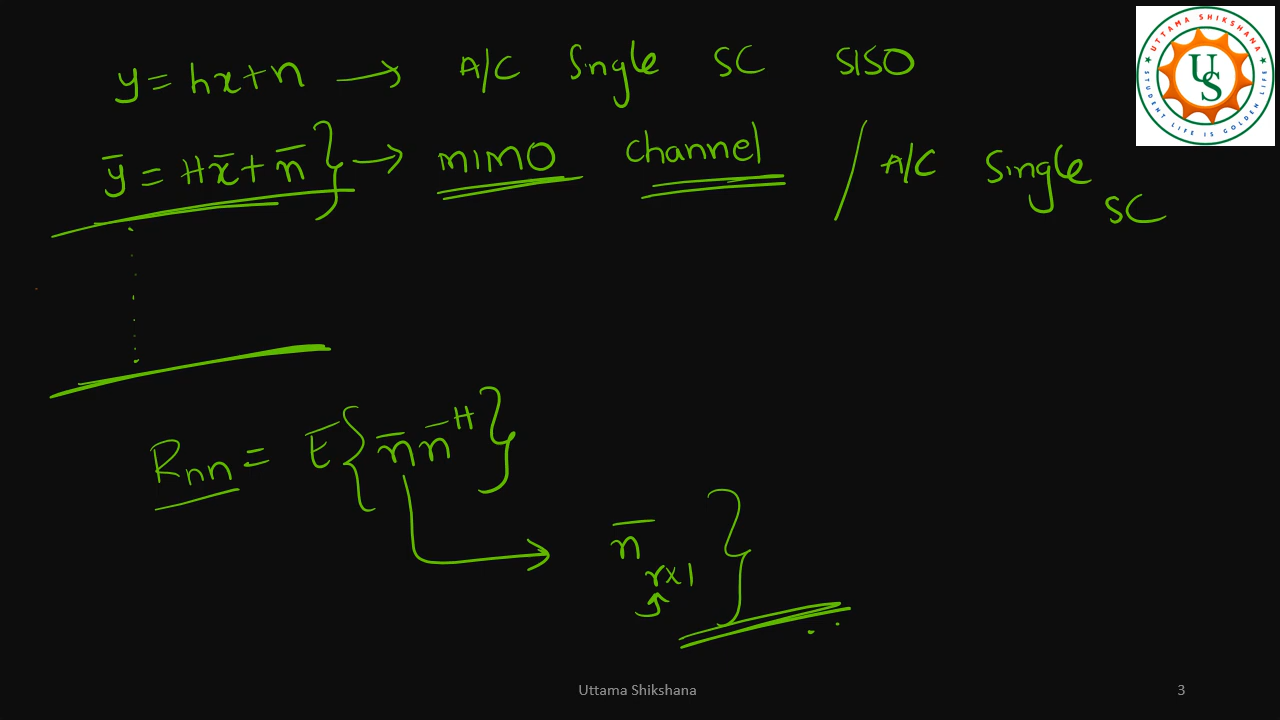 y = hx + n → A/C Single SC SISO
ȳ = Hx̄ + n̄ } → MIMO Channel / A/C Single SC
Rnn = E{n̄ n̄ᴴ}
n̄ r×1 }
UTTAMA SHIKSHANA
US
STUDENT LIFE IS GOLDEN LIFE
Uttama Shikshana
3